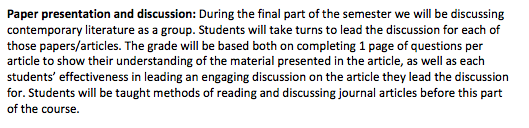 Paper presentation and discussion: During the final part of the semester we will be discussing
contemporary literature as a group. Students will take turns to lead the discussion for each of
those papers/articles. The grade will be based both on completing 1 page of questions per
article to show their understanding of the material presented in the article, as well as each
students' effectiveness in leading an engaging discussion on the article they lead the discussion
for. Students will be taught methods of reading and discussing journal articles before this part
of the course.